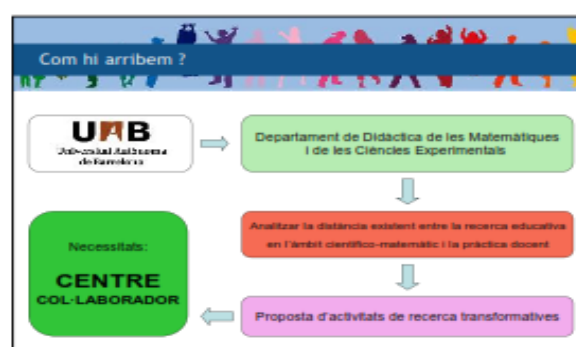 Com hi arribem ?
UAB
Universitat Autònoma
de Barcelona
Departament de Didàctica de les Matemàtiques
i de les Ciències Experimentals
Analitzar la distància existent entre la recerca educativa
en l'àmbit científico-matemàtic i la pràctica docent
Proposta d'activitats de recerca transformatives
Necessitats:
CENTRE
COL·LABORADOR